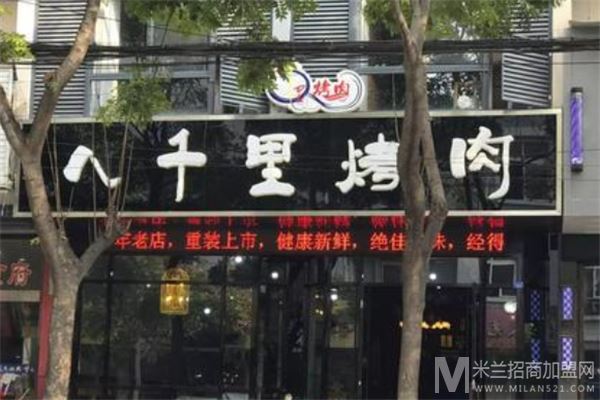 烤肉
八千里烤肉
年老店，重装上市，健康新鲜，绝佳味，经得
府
M 米兰招商加盟网
WWW.MILAN521.COM